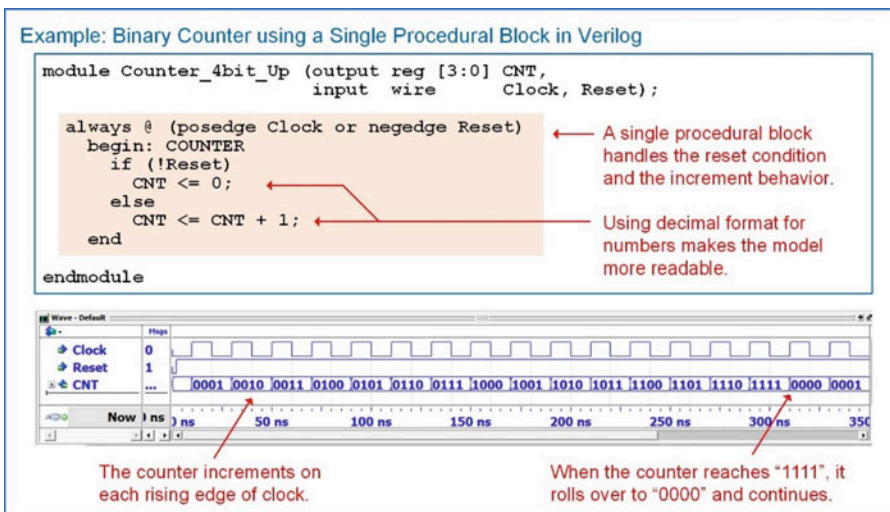 Example: Binary Counter using a Single Procedural Block in Verilog
module Counter_4bit_Up (output reg [3:0] CNT,
input wire Clock, Reset);
always @ (posedge Clock or negedge Reset)
begin: COUNTER
if (!Reset)
CNT <= 0;
else
CNT <= CNT + 1;
end
endmodule
A single procedural block
handles the reset condition
and the increment behavior.
Using decimal format for
numbers makes the model
more readable.
Wave - Default
Msgs
Clock 0
Reset 1
CNT ... 0001 0010 0011 0100 0101 0110 0111 1000 1001 1010 1011 1100 1101 1110 1111 0000 0001
Now ns ns 50 ns 100 ns 150 ns 200 ns 250 ns 300 ns 350
The counter increments on
each rising edge of clock.
When the counter reaches “1111”, it
rolls over to “0000” and continues.